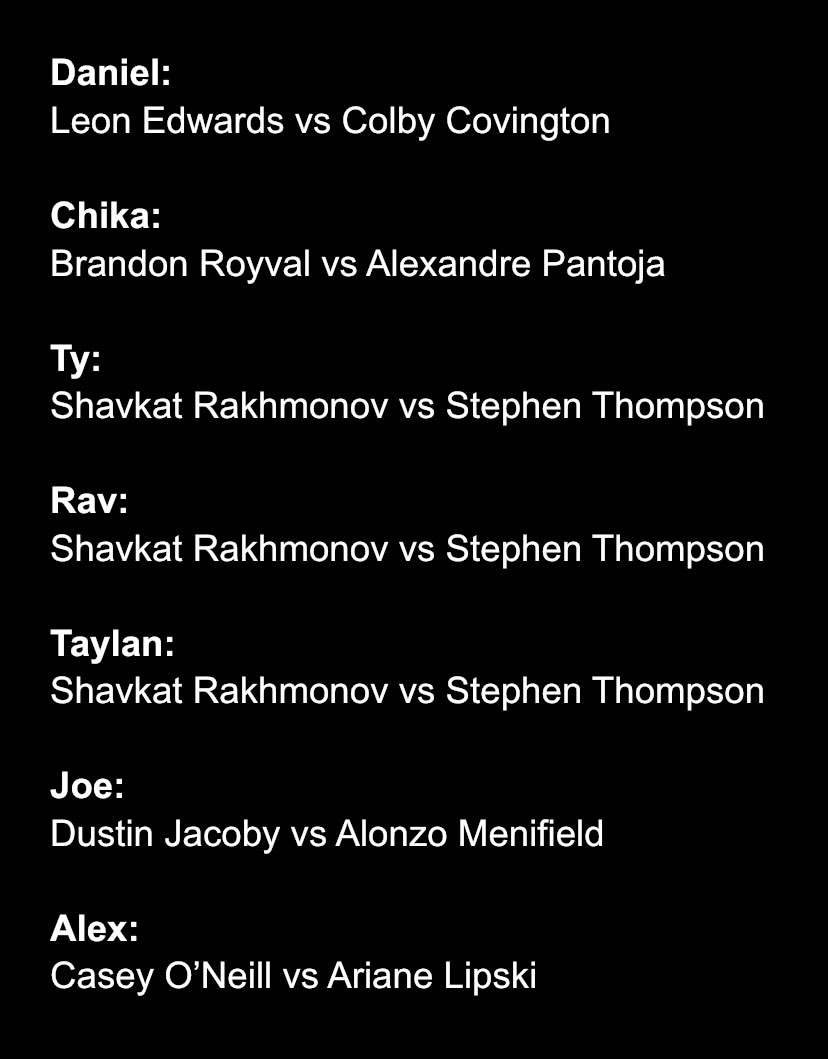 Daniel:
Leon Edwards vs Colby Covington
Chika:
Brandon Royval vs Alexandre Pantoja
Ty:
Shavkat Rakhmonov vs Stephen Thompson
Rav:
Shavkat Rakhmonov vs Stephen Thompson
Taylan:
Shavkat Rakhmonov vs Stephen Thompson
Joe:
Dustin Jacoby vs Alonzo Menifield
Alex:
Casey O’Neill vs Ariane Lipski